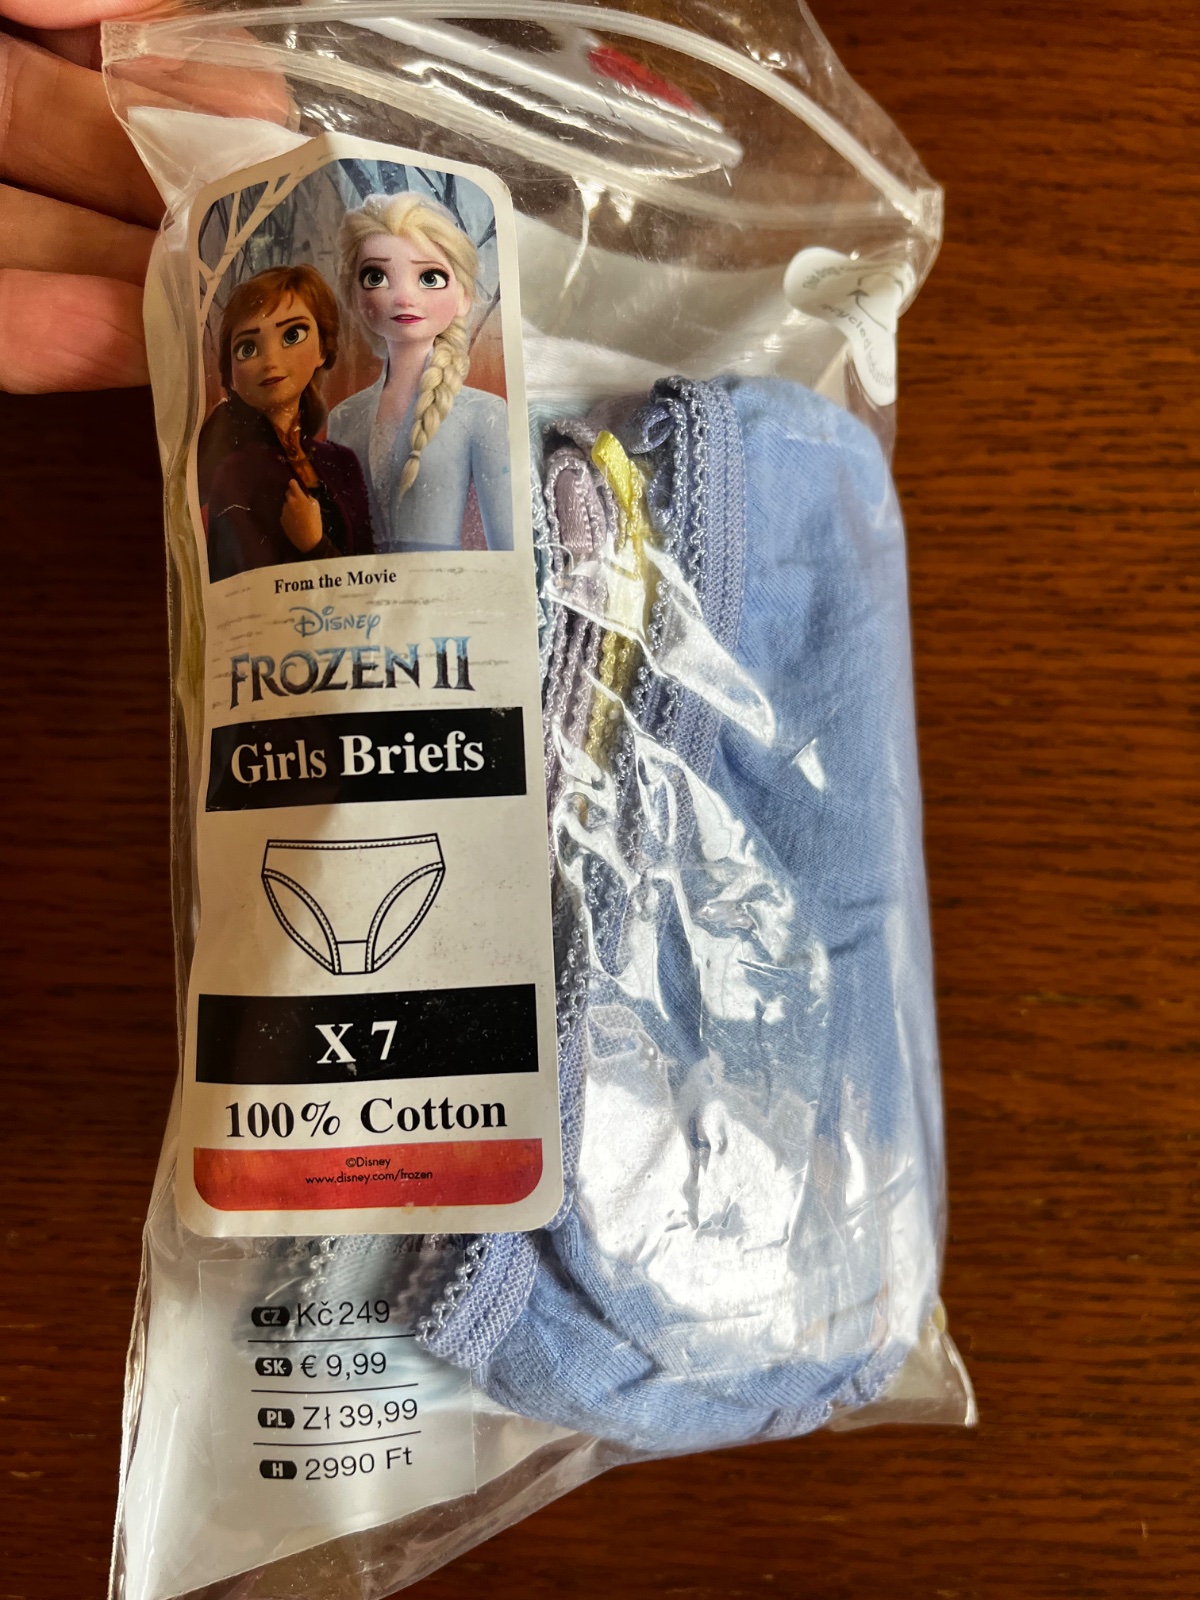 From the Movie
Disney
FROZEN II
Girls Briefs
X 7
100% Cotton
©Disney
www.disney.com/frozen
CZ Kč 249
SK € 9,99
PL Zł 39,99
H 2990 Ft